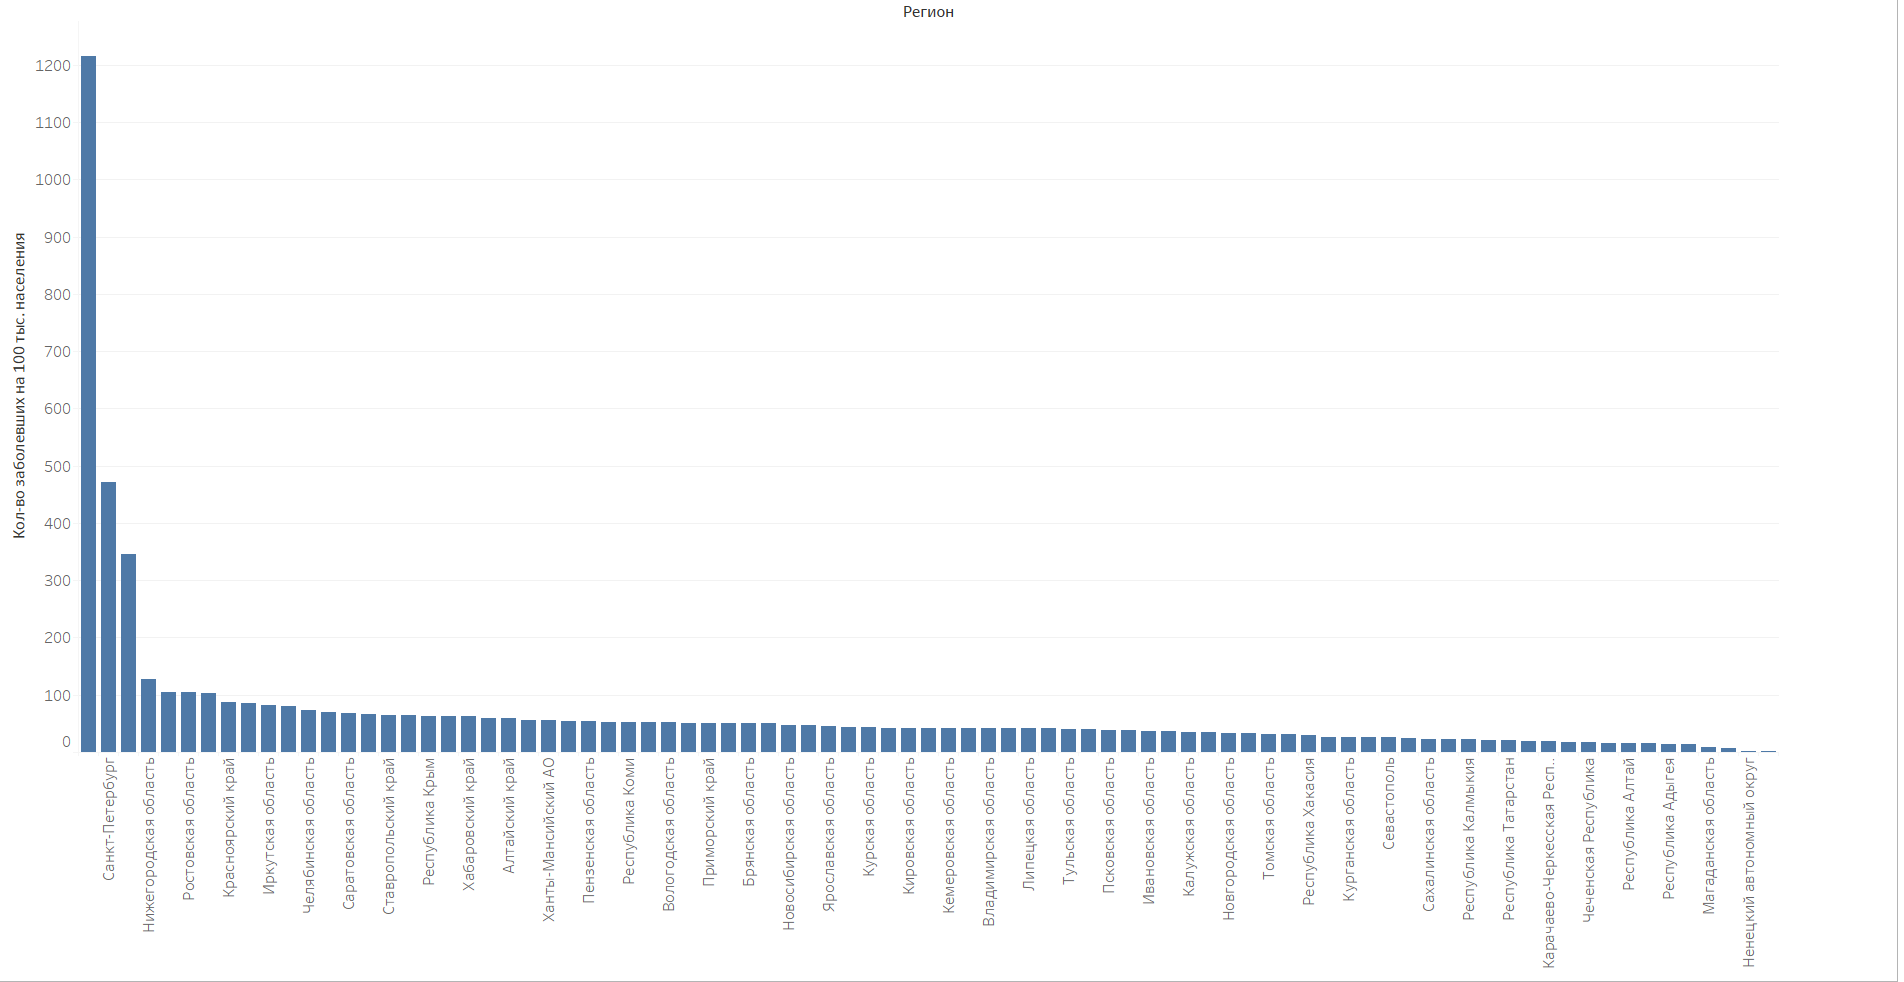 Регион
Кол-во заболевших на 100 тыс. населения
1200
1100
1000
900
800
700
600
500
400
300
200
100
0
Санкт-Петербург
Нижегородская область
Ростовская область
Красноярский край
Иркутская область
Челябинская область
Саратовская область
Ставропольский край
Республика Крым
Хабаровский край
Алтайский край
Ханты-Мансийский АО
Пензенская область
Республика Коми
Вологодская область
Приморский край
Брянская область
Новосибирская область
Ярославская область
Курская область
Кировская область
Кемеровская область
Владимирская область
Липецкая область
Тульская область
Псковская область
Ивановская область
Калужская область
Новгородская область
Томская область
Республика Хакасия
Курганская область
Севастополь
Сахалинская область
Республика Калмыкия
Республика Татарстан
Карачаево-Черкесская Респ..
Чеченская Республика
Республика Алтай
Республика Адыгея
Магаданская область
Ненецкий автономный округ